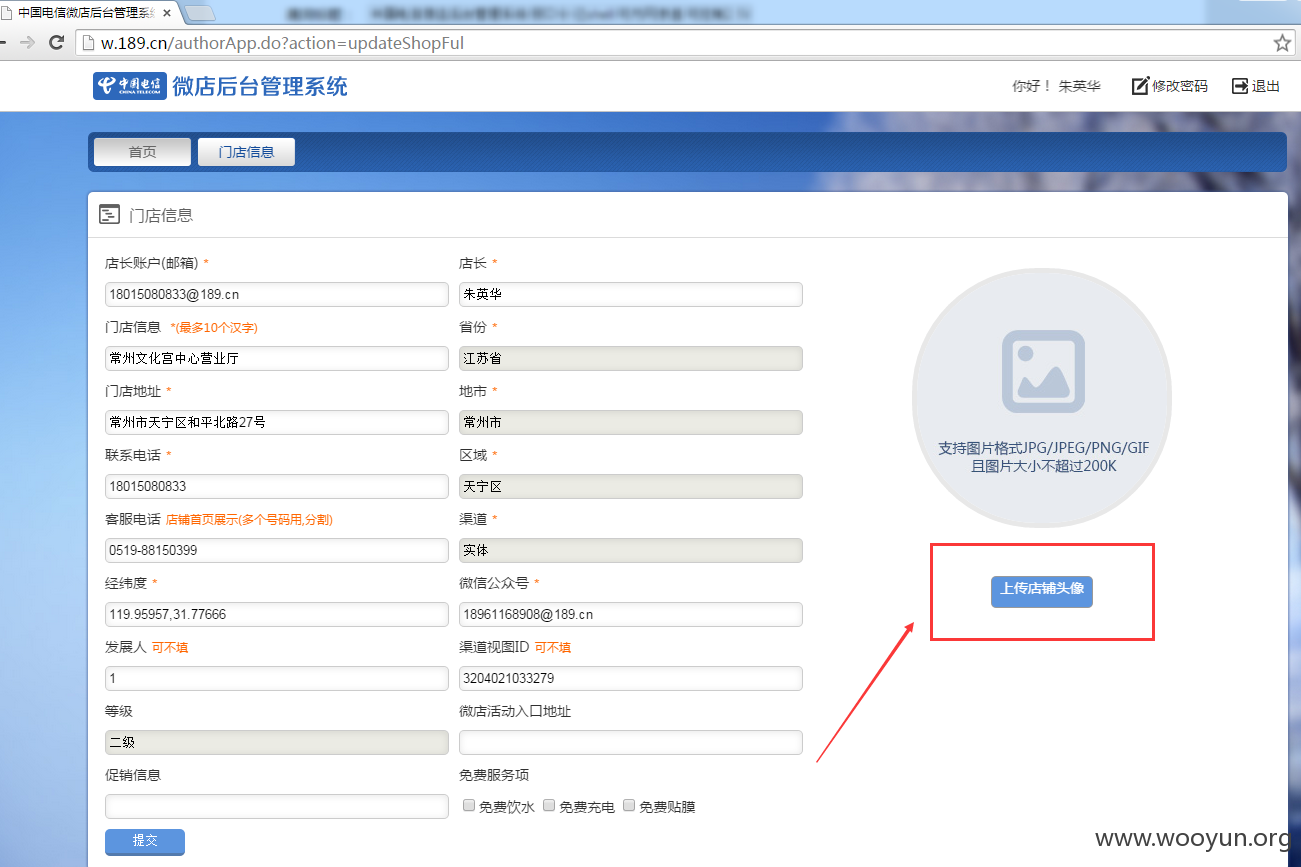 中国电信微店后台管理系
w.189.cn/authorApp.do?action=updateShopFul
中国电信 CHINA TELECOM 微店后台管理系统
你好！ 朱英华 修改密码 退出
首页 门店信息
门店信息
店长账户(邮箱) * 店长 *
18015080833@189.cn 朱英华
门店信息 *(最多10个汉字) 省份 *
常州文化宫中心营业厅 江苏省
门店地址 * 地市 *
常州市天宁区和平北路27号 常州市
联系电话 * 区域 *
18015080833 天宁区
客服电话 店铺首页展示(多个号码用,分割) 渠道 *
0519-88150399 实体
经纬度 * 微信公众号 *
119.95957,31.77666 18961168908@189.cn
发展人 可不填 渠道视图ID 可不填
1 3204021033279
等级 微店活动入口地址
二级
促销信息 免费服务项
免费饮水 免费充电 免费贴膜
提交
支持图片格式JPG/JPEG/PNG/GIF
且图片大小不超过200K
上传店铺头像
www.wooyun.org